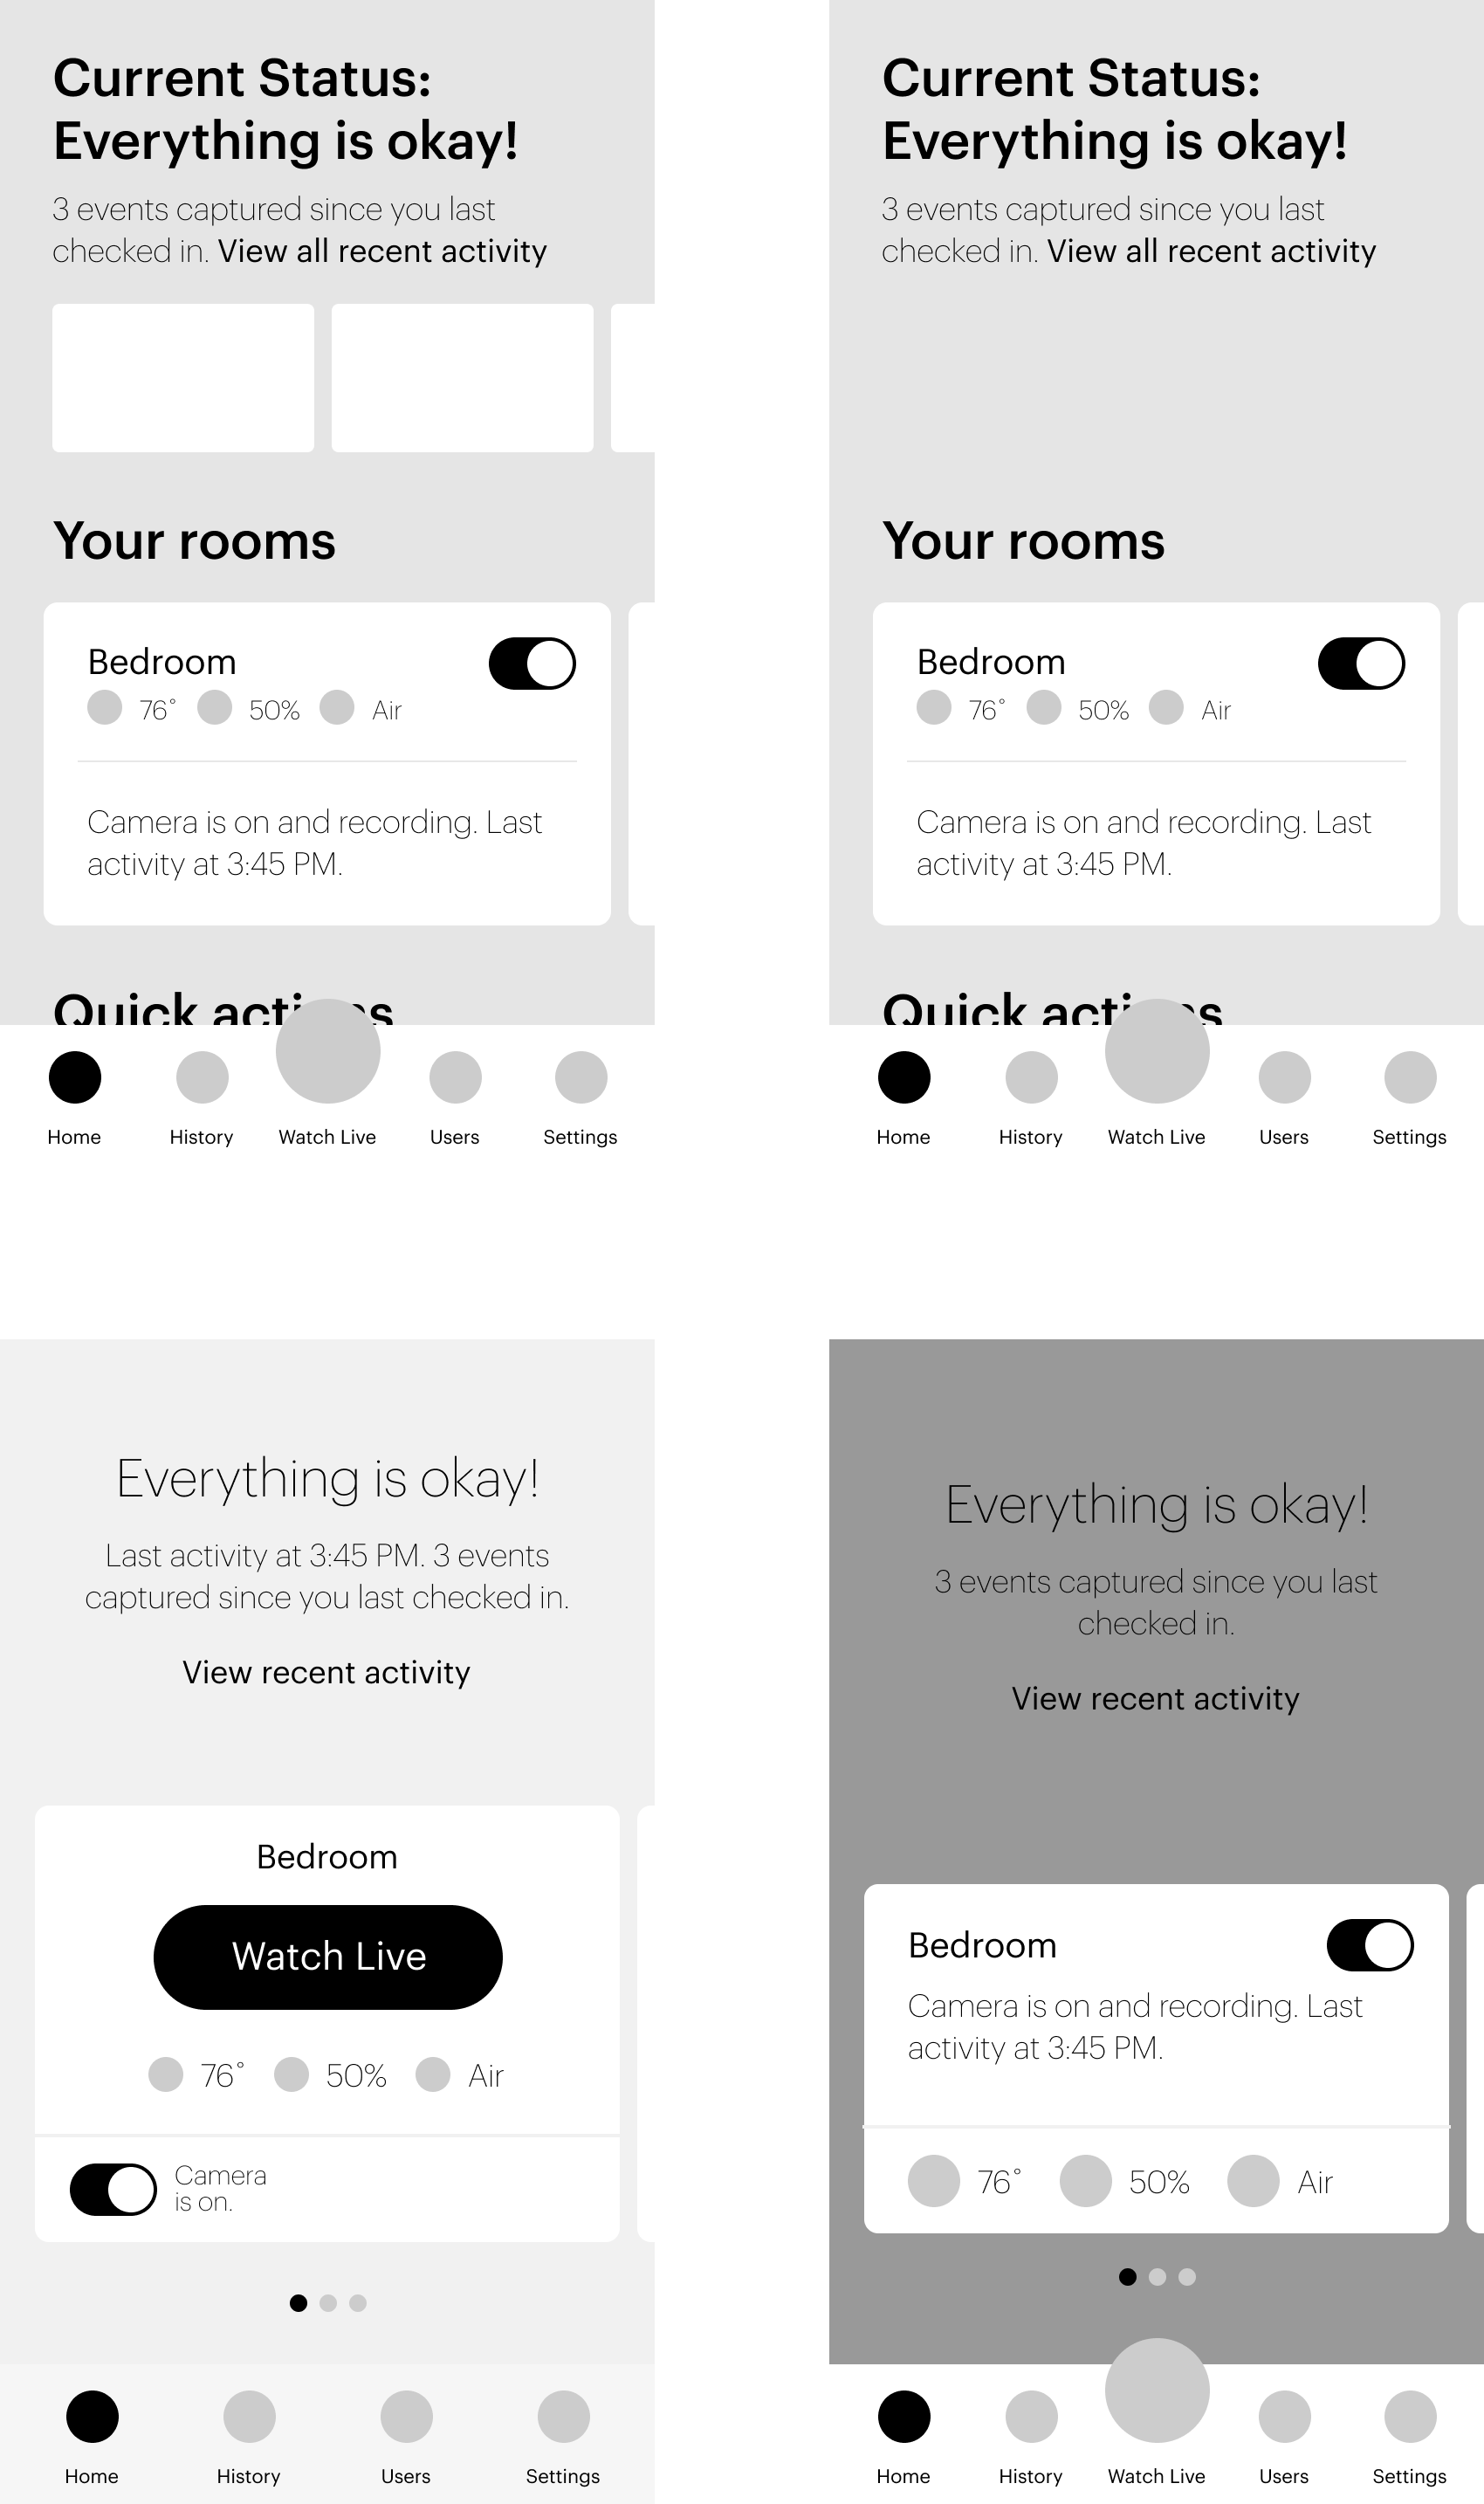 Current Status:
Everything is okay!
3 events captured since you last
checked in. View all recent activity
Your rooms
Bedroom
76° 50% Air
Camera is on and recording. Last
activity at 3:45 PM.
Quick actions
Home History Watch Live Users Settings
Current Status:
Everything is okay!
3 events captured since you last
checked in. View all recent activity
Your rooms
Bedroom
76° 50% Air
Camera is on and recording. Last
activity at 3:45 PM.
Quick actions
Home History Watch Live Users Settings
Everything is okay!
Last activity at 3:45 PM. 3 events
captured since you last checked in.
View recent activity
Bedroom
Watch Live
76° 50% Air
Camera
is on.
Home History Users Settings
Everything is okay!
3 events captured since you last
checked in.
View recent activity
Bedroom
Camera is on and recording. Last
activity at 3:45 PM.
76° 50% Air
Home History Watch Live Users Settings